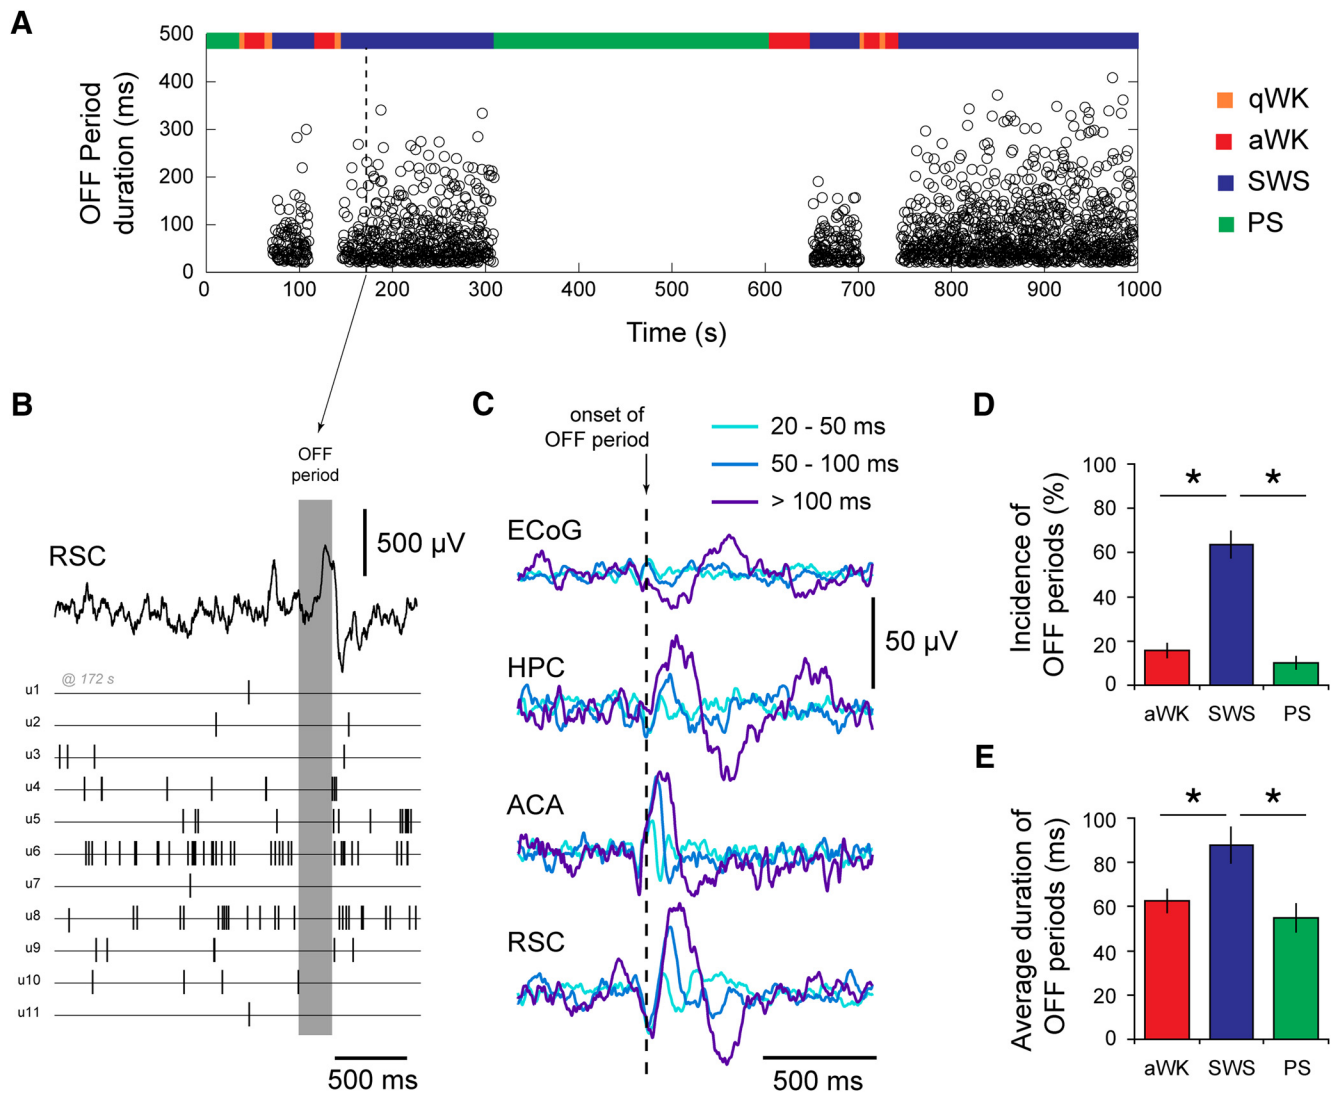 A
500
400
300
200
100
0
OFF Period
duration (ms)
0 100 200 300 400 500 600 700 800 900 1000
Time (s)
qWK
aWK
SWS
PS
B
OFF
period
RSC
500 µV
@ 172 s
u1
u2
u3
u4
u5
u6
u7
u8
u9
u10
u11
500 ms
C
onset of
OFF period
20 - 50 ms
50 - 100 ms
> 100 ms
ECoG
HPC
50 µV
ACA
RSC
500 ms
D
Incidence of
OFF periods (%)
100
80
60
40
20
0
* *
aWK SWS PS
E
Average duration of
OFF periods (ms)
100
80
60
40
20
0
* *
aWK SWS PS